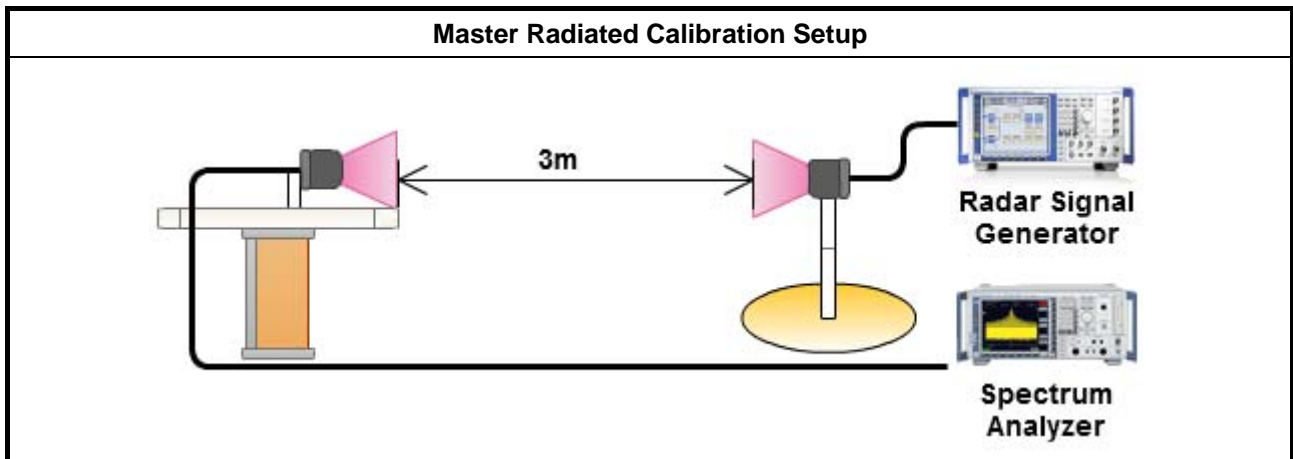 Master Radiated Calibration Setup
3m
Radar Signal
Generator
Spectrum
Analyzer